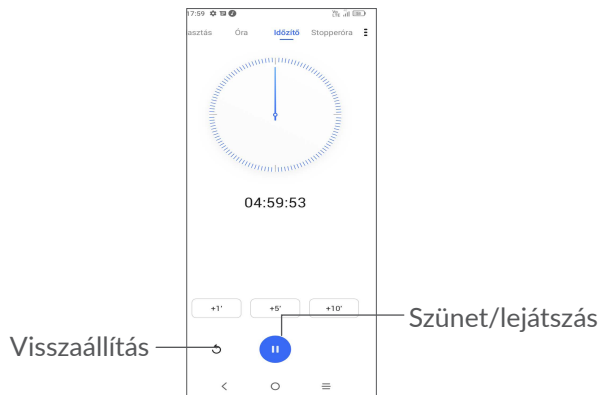 17:59
asztás Óra Időzítő Stopperóra
04:59:53
+1' +5' +10'
Szünet/lejátszás
Visszaállítás